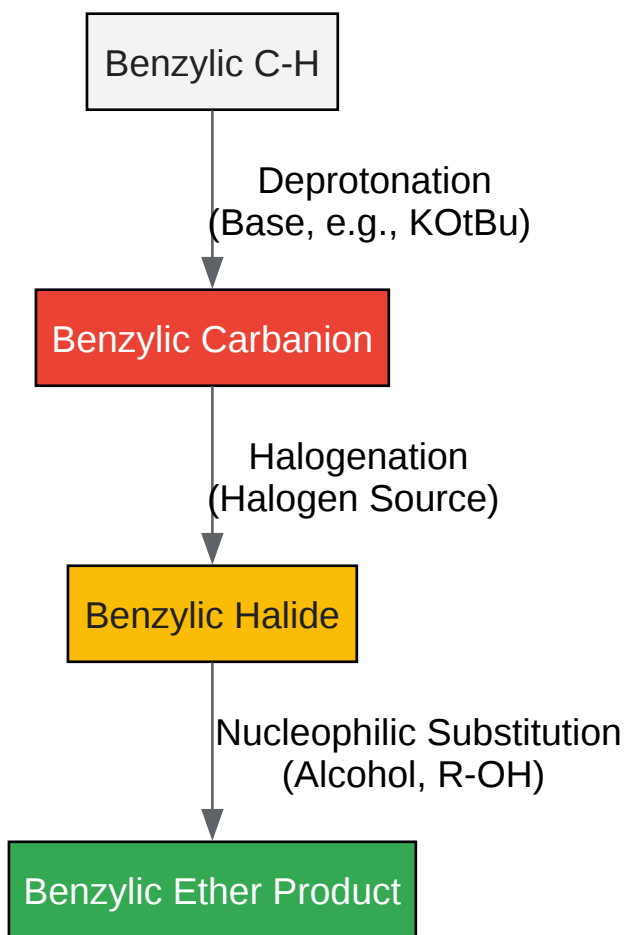 Benzylic C-H
Deprotonation
(Base, e.g., KOtBu)
Benzylic Carbanion
Halogenation
(Halogen Source)
Benzylic Halide
Nucleophilic Substitution
(Alcohol, R-OH)
Benzylic Ether Product